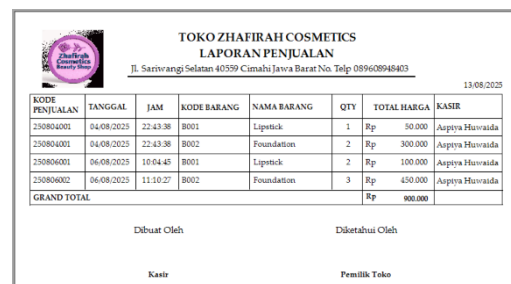 Zhafirah
Cosmetics
Beauty Shop
TOKO ZHAFIRAH COSMETICS
LAPORAN PENJUALAN
Jl. Sariwangi Selatan 40559 Cimahi Jawa Barat No. Telp 089608948403
13/08/2025
KODE PENJUALAN TANGGAL JAM KODE BARANG NAMA BARANG QTY TOTAL HARGA KASIR
250804001 04/08/2025 22:43:38 B001 Lipstick 1 Rp 50.000 Aspiya Huwaida
250804001 04/08/2025 22:43:38 B002 Foundation 2 Rp 300.000 Aspiya Huwaida
250806001 06/08/2025 10:04:45 B001 Lipstick 2 Rp 100.000 Aspiya Huwaida
250806002 06/08/2025 11:10:27 B002 Foundation 3 Rp 450.000 Aspiya Huwaida
GRAND TOTAL Rp 900.000
Dibuat Oleh Diketahui Oleh
Kasir Pemilik Toko